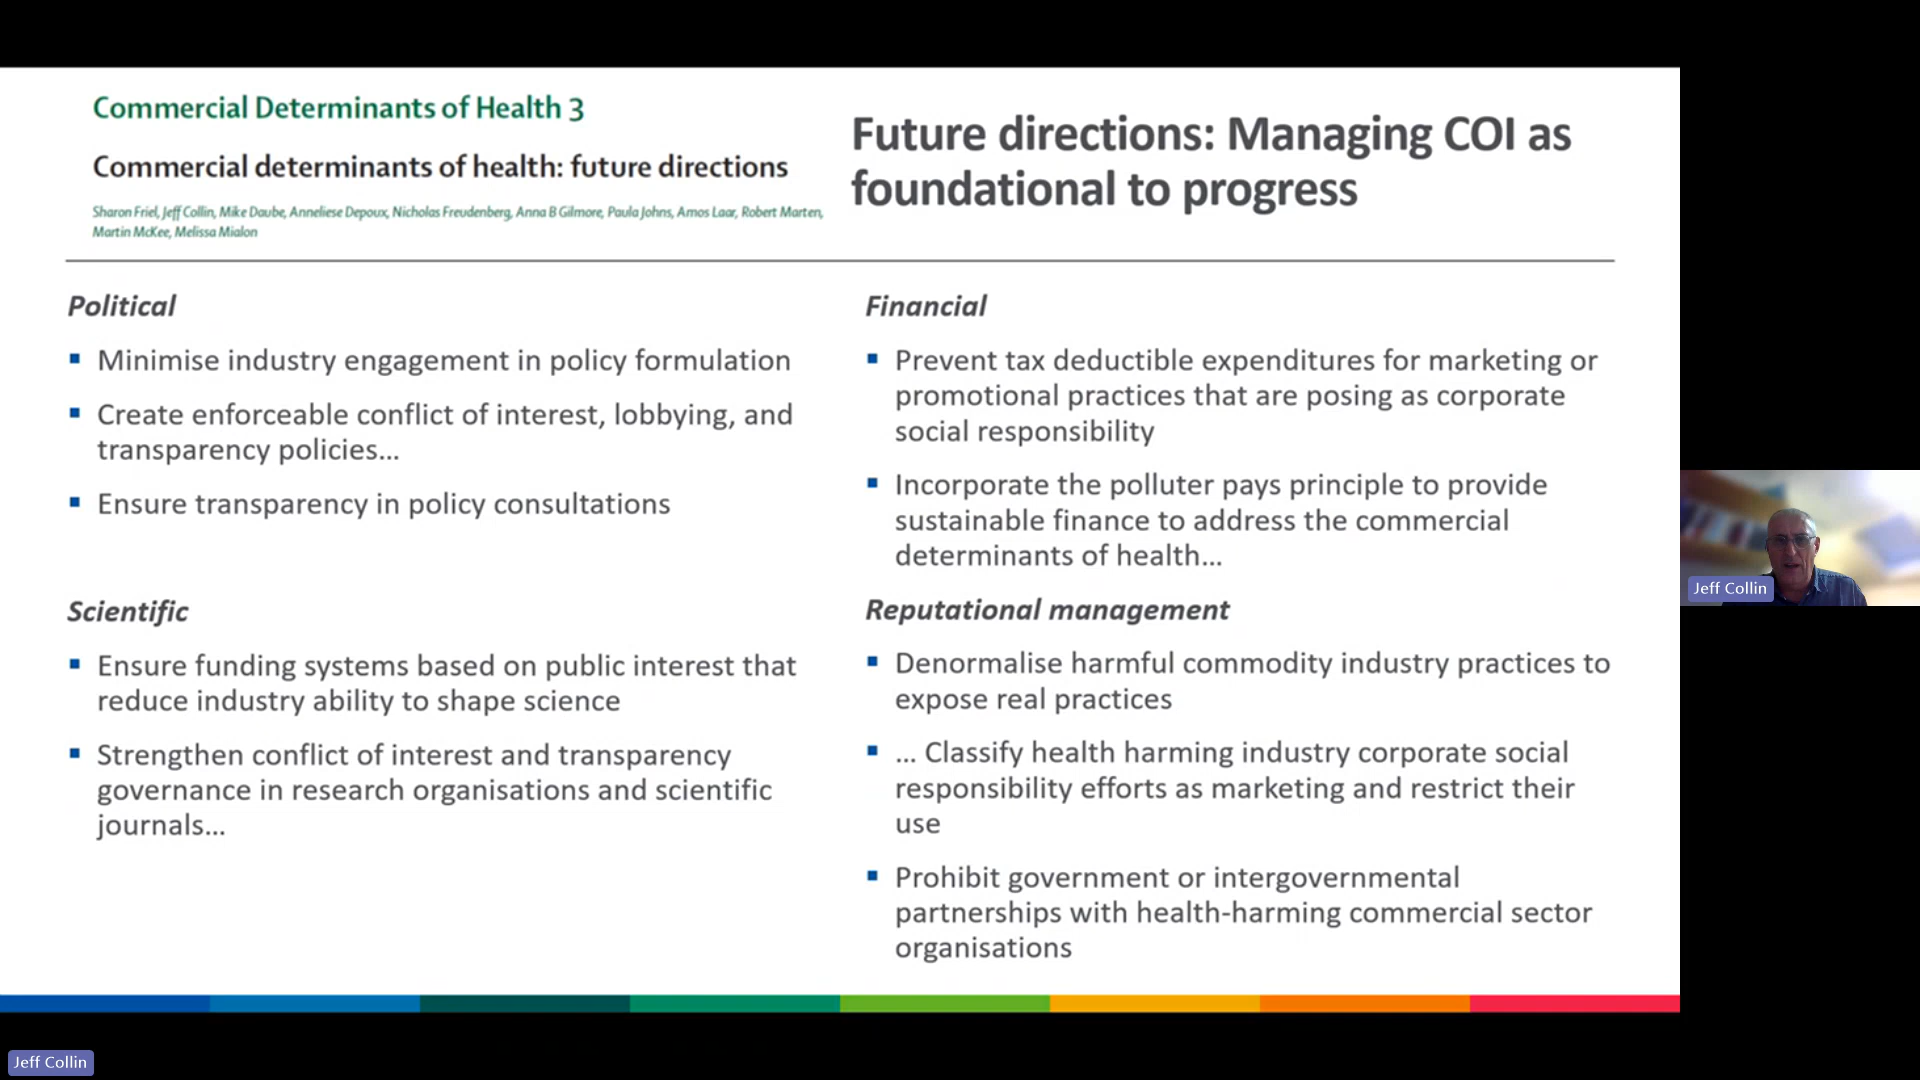 Commercial Determinants of Health 3
Commercial determinants of health: future directions
Sharon Friel, Jeff Collin, Mike Daube, Anneliese Depoux, Nicholas Freudenberg, Anna B Gilmore, Paula Johns, Amos Laar, Robert Marten,
Martin McKee, Melissa Mialon
Future directions: Managing COI as
foundational to progress
Political
▪ Minimise industry engagement in policy formulation
▪ Create enforceable conflict of interest, lobbying, and
transparency policies...
▪ Ensure transparency in policy consultations
Scientific
▪ Ensure funding systems based on public interest that
reduce industry ability to shape science
▪ Strengthen conflict of interest and transparency
governance in research organisations and scientific
journals...
Financial
▪ Prevent tax deductible expenditures for marketing or
promotional practices that are posing as corporate
social responsibility
▪ Incorporate the polluter pays principle to provide
sustainable finance to address the commercial
determinants of health...
Reputational management
▪ Denormalise harmful commodity industry practices to
expose real practices
▪ ... Classify health harming industry corporate social
responsibility efforts as marketing and restrict their
use
▪ Prohibit government or intergovernmental
partnerships with health-harming commercial sector
organisations
Jeff Collin
Jeff Collin